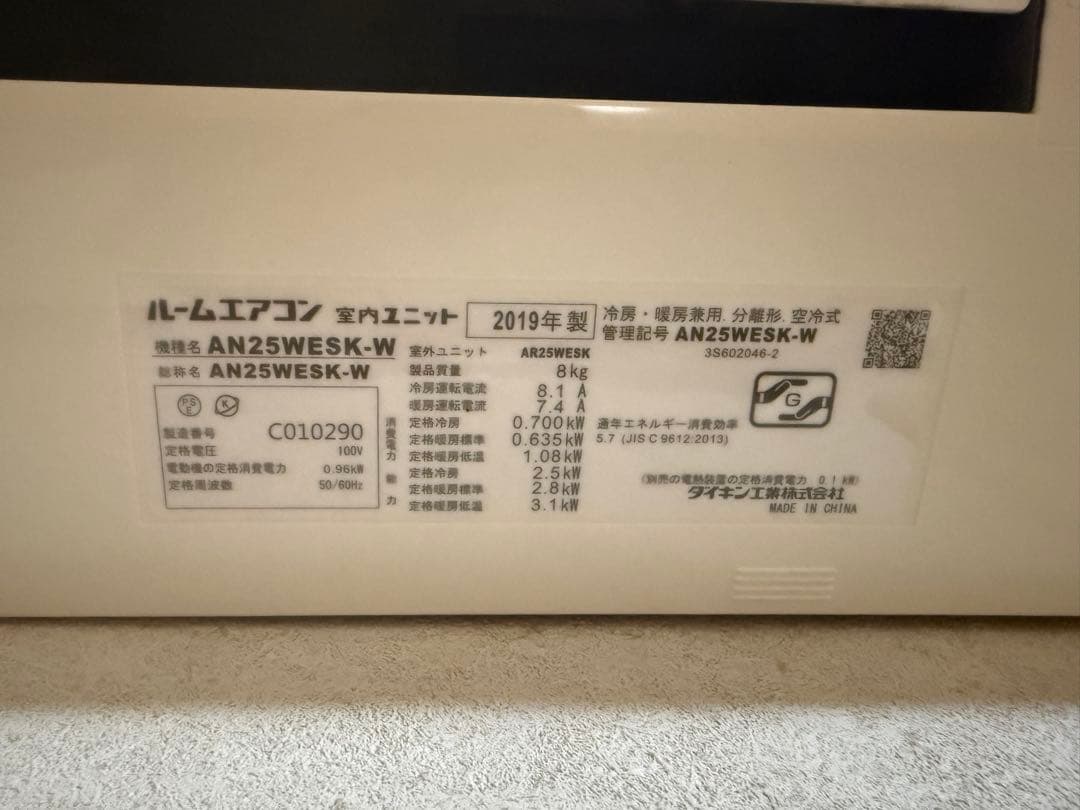 ルームエアコン 室内ユニット 2019年 製
冷房・暖房兼用. 分離形. 空冷式
管理記号 AN25WESK-W
3S602046-2
機種名 AN25WESK-W
総称名 AN25WESK-W
PS
E
K
製造番号 C010290
定格電圧 100V
電動機の定格消費電力 0.96kW
定格周波数 50/60Hz
室外ユニット AR25WESK
製品質量 8kg
冷房運転電流 8.1 A
暖房運転電流 7.4 A
消費電力
定格冷房 0.700kW
定格暖房標準 0.635kW
定格暖房低温 1.08kW
能力
定格冷房 2.5kW
定格暖房標準 2.8kW
定格暖房低温 3.1kW
通年エネルギー消費効率
5.7 (JIS C 9612:2013)
G
(別売の電熱装置の定格消費電力 0.1 kW)
ダイキン工業株式会社
MADE IN CHINA